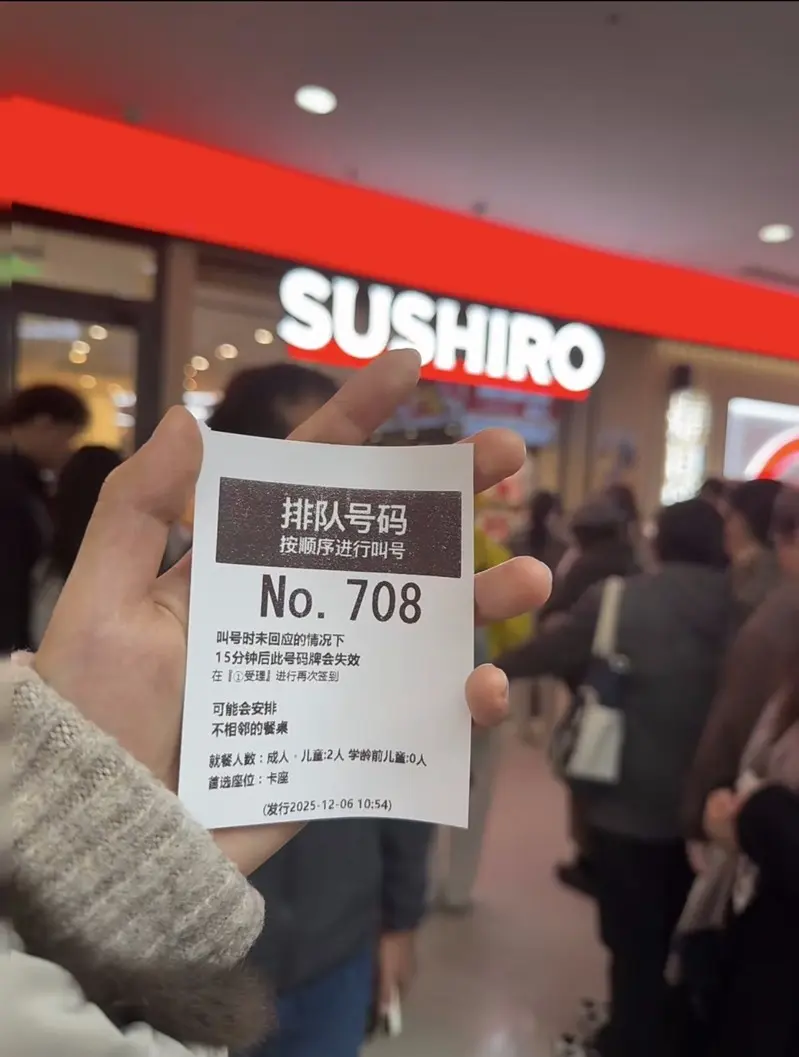 SUSHIRO
排队号码
按顺序进行叫号
No. 708
叫号时未回应的情况下
15分钟后此号码牌会失效
在『①受理』进行再次签到
可能会安排
不相邻的餐桌
就餐人数：成人・儿童:2人 学龄前儿童:0人
首选座位：卡座
(发行2025-12-06 10:54)